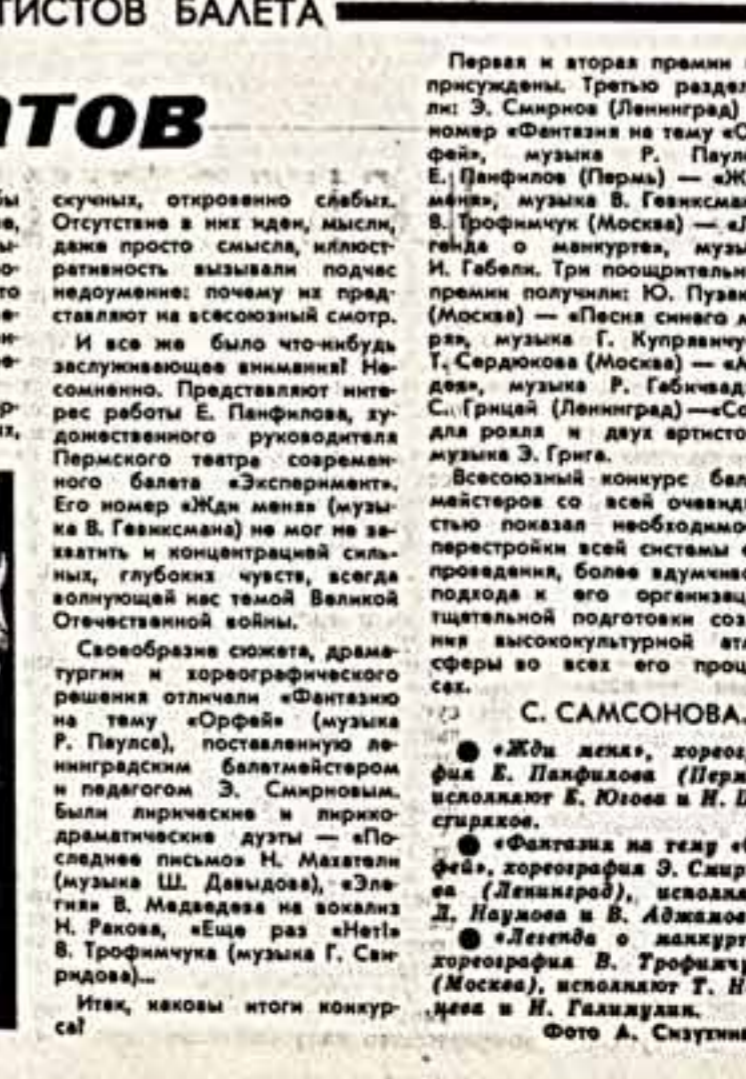 ТИСТОВ БАЛЕТА
атов
скучных, откровенно слабых.
Отсутствие в них идеи, мысли,
даже просто смысла, иллюст-
ративность вызывали подчас
недоумение: почему их пред-
ставляют на всесоюзный смотр.
И все же было что-нибудь
заслуживающее внимания? Не-
сомненно. Представляют инте-
рес работы Е. Панфилова, ху-
дожественного руководителя
Пермского театра современ-
ного балета «Эксперимент».
Его номер «Жди меня» (музы-
ка В. Гевиксмана) не мог не за-
хватить и концентрацией силь-
ных, глубоких чувств, всегда
волнующей нас темой Великой
Отечественной войны.
Своеобразие сюжета, драма-
тургии и хореографического
решения отличали «Фантазию
на тему «Орфей» (музыка
Р. Паулса), поставленную ле-
нинградским балетмейстером
и педагогом Э. Смирновым.
Были лирические и лирико-
драматические дуэты — «По-
следнее письмо» Н. Махатели
(музыка Ш. Давыдова), «Эле-
гия» В. Медведева на вокализ
Н. Ракова, «Еще раз «Нет!»
В. Трофимчука (музыка Г. Сви-
ридова)...
Итак, каковы итоги конкур-
са?
Первая и вторая премии
присуждены. Третью раздел
ли: Э. Смирнов (Ленинград)
номер «Фантазия на тему «О
фей», музыка Р. Паул
Е. Панфилов (Пермь) — «Ж
меня», музыка В. Гевиксма
В. Трофимчук (Москва) — «Л
генда о манкурте», музы
И. Габели. Три поощрительн
премии получили: Ю. Пузак
(Москва) — «Песня синего м
ря», музыка Г. Купрявичу
Т. Сердюкова (Москва) — «М
дея», музыка Р. Габичвад
С. Грицай (Ленинград) — «Со
для рояля и двух артисто
музыка Э. Грига.
Всесоюзный конкурс бал
мейстеров со всей очевид
стью показал необходимо
перестройки всей системы е
проведения, более вдумчиво
подхода к его организац
тщательной подготовки соз
ния высококультурной атм
сферы во всех его проц
сах.
С. САМСОНОВА.
● «Жди меня», хореог
фия Е. Панфилова (Перм
исполняют Е. Югова и И. П
стиряков.
● «Фантазия на тему «О
фей», хореография Э. Смир
ва (Ленинград), исполня
Л. Наумова и В. Аджамов
● «Легенда о манкурт
хореография В. Трофимчу
(Москва), исполняют Т. Н
цева и Н. Галимулин.
Фото А. Сизухин